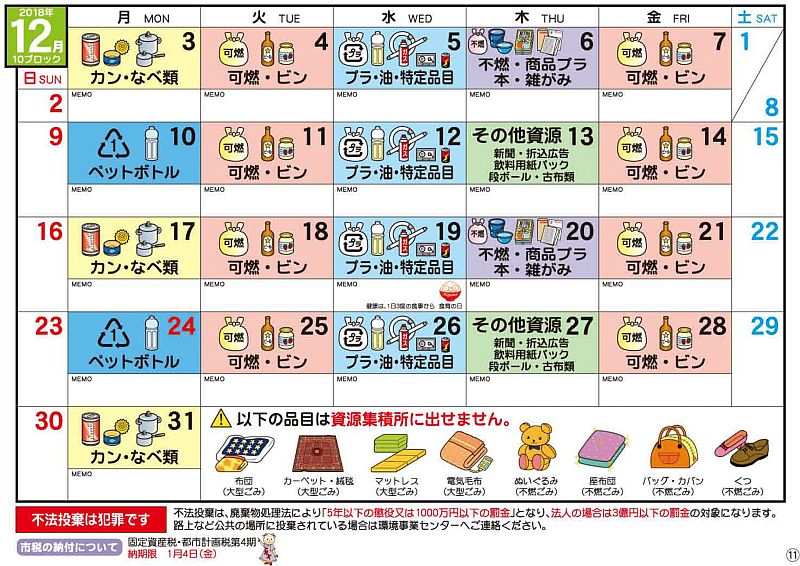 2018年
12月
10ブロック
月 MON
火 TUE
水 WED
木 THU
金 FRI
土 SAT
日 SUN
1
8
2
3
カン・なべ類
MEMO
可燃
4
可燃・ビン
MEMO
プラ
5
プラ・油・特定品目
MEMO
不燃
6
不燃・商品プラ
本・雑がみ
MEMO
可燃
7
可燃・ビン
MEMO
9
1
10
ペットボトル
MEMO
可燃
11
可燃・ビン
MEMO
プラ
12
プラ・油・特定品目
MEMO
その他資源 13
新聞・折込広告
飲料用紙パック
段ボール・古布類
MEMO
可燃
14
可燃・ビン
MEMO
15
16
17
カン・なべ類
MEMO
可燃
18
可燃・ビン
MEMO
プラ
19
プラ・油・特定品目
MEMO
健康は、1日3度の食事から 食育の日
不燃
20
不燃・商品プラ
本・雑がみ
MEMO
可燃
21
可燃・ビン
MEMO
22
23
1
24
ペットボトル
MEMO
可燃
25
可燃・ビン
MEMO
プラ
26
プラ・油・特定品目
MEMO
その他資源 27
新聞・折込広告
飲料用紙パック
段ボール・古布類
MEMO
可燃
28
可燃・ビン
MEMO
29
30
31
カン・なべ類
MEMO
以下の品目は資源集積所に出せません。
布団
(大型ごみ)
カーペット・絨毯
(大型ごみ)
マットレス
(大型ごみ)
電気毛布
(大型ごみ)
ぬいぐるみ
(不燃ごみ)
座布団
(不燃ごみ)
バッグ・カバン
(不燃ごみ)
くつ
(不燃ごみ)
不法投棄は犯罪です
不法投棄は、廃棄物処理法により「5年以下の懲役又は1000万円以下の罰金」となり、法人の場合は3億円以下の罰金の対象になります。
路上など公共の場所に投棄されている場合は環境事業センターへご連絡ください。
市税の納付について
固定資産税・都市計画税第4期
納期限 1月4日(金)
11